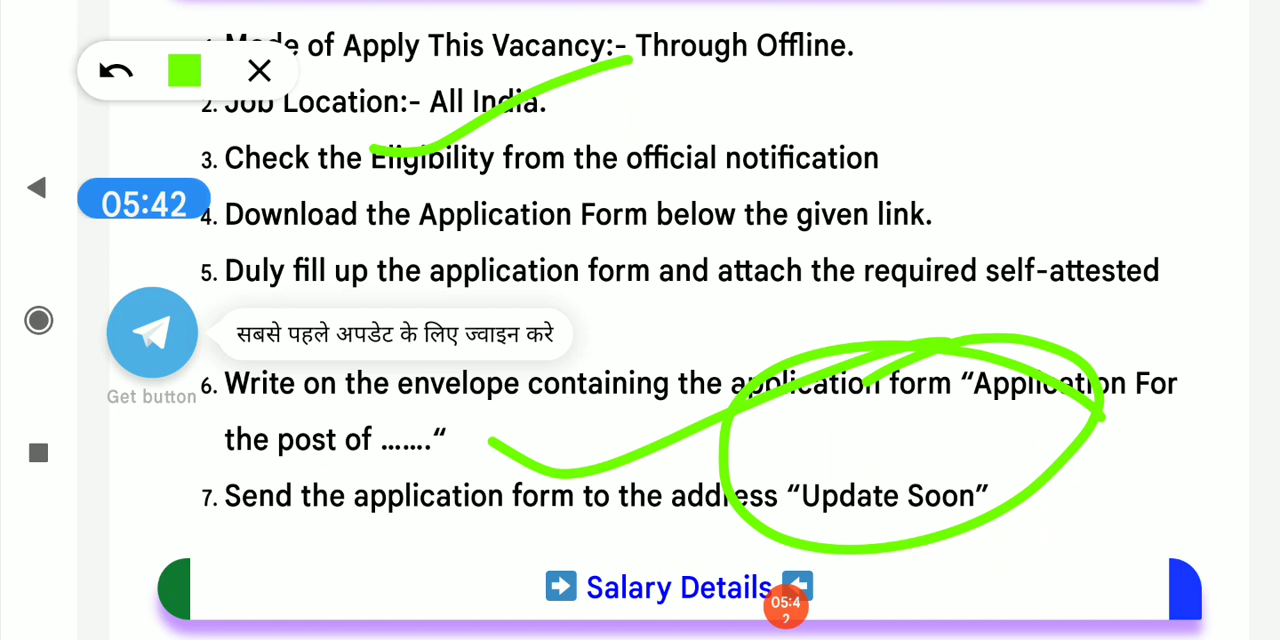 1. Mode of Apply This Vacancy:- Through Offline.
2. Job Location:- All India.
3. Check the Eligibility from the official notification
05:42
4. Download the Application Form below the given link.
5. Duly fill up the application form and attach the required self-attested
सबसे पहले अपडेट के लिए ज्वाइन करे
Get button
6. Write on the envelope containing the application form “Application For
the post of .......“
7. Send the application form to the address “Update Soon”
Salary Details
05:4
2